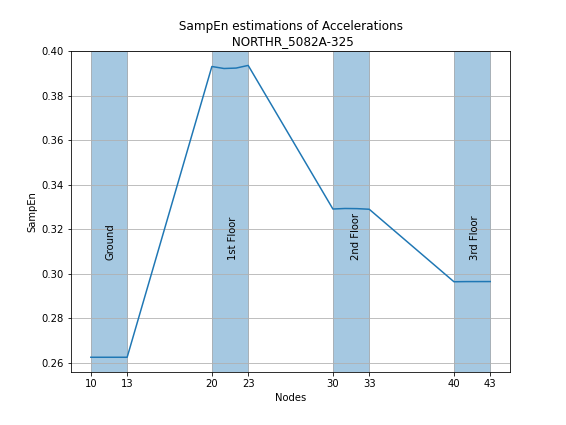 SampEn estimations of Accelerations
NORTHR_5082A-325
SampEn
0.40
0.38
0.36
0.34
0.32
0.30
0.28
0.26
Ground
1st Floor
2nd Floor
3rd Floor
10 13 20 23 30 33 40 43
Nodes